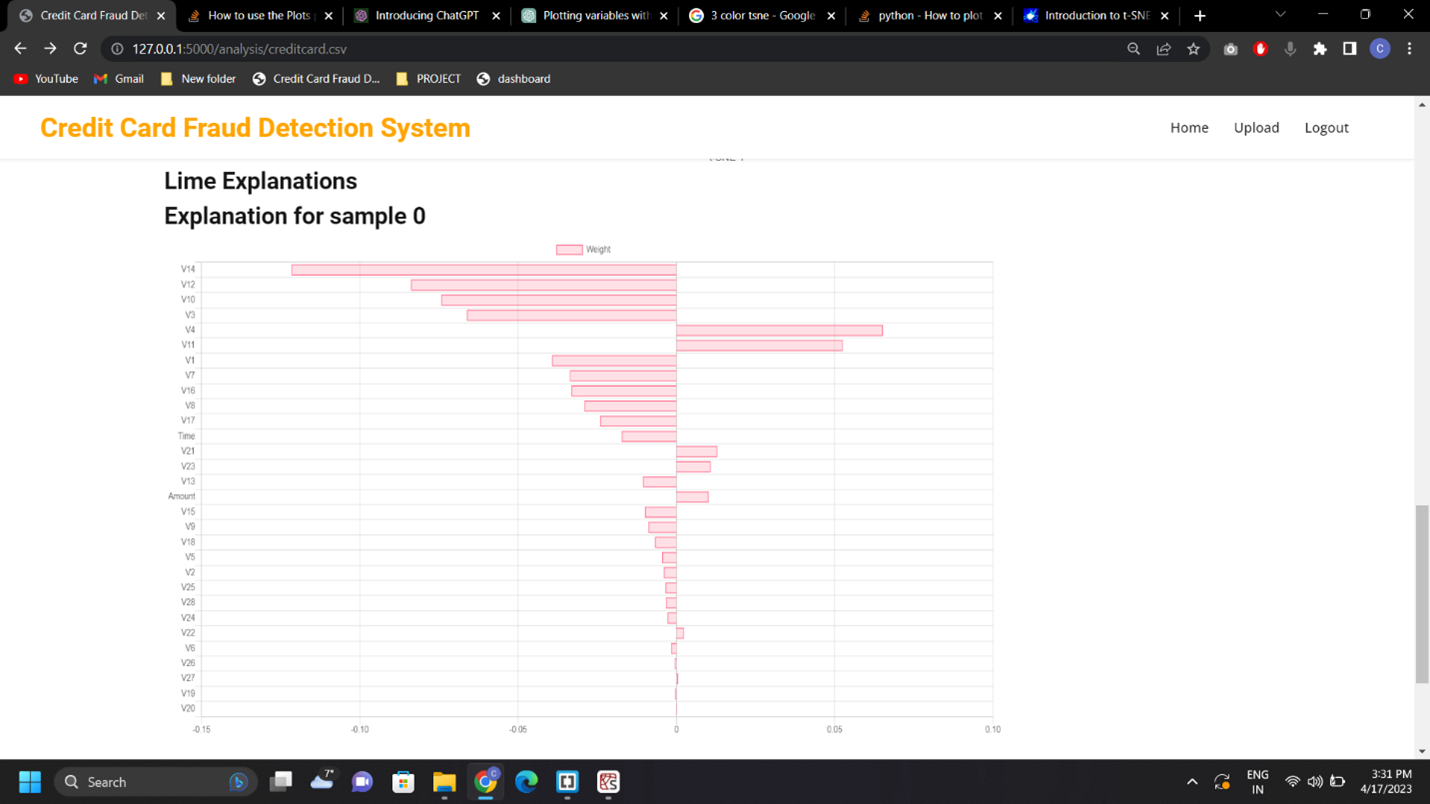 Credit Card Fraud Det
How to use the Plots
Introducing ChatGPT
Plotting variables with
3 color tsne - Google
python - How to plot
Introduction to t-SNE
127.0.0.1:5000/analysis/creditcard.csv
C
YouTube
Gmail
New folder
Credit Card Fraud D...
PROJECT
dashboard
Credit Card Fraud Detection System
Home
Upload
Logout
Lime Explanations
Explanation for sample 0
Weight
V14
V12
V10
V3
V4
V11
V1
V7
V16
V8
V17
Time
V21
V23
V13
Amount
V15
V9
V18
V5
V2
V25
V28
V24
V22
V6
V26
V27
V19
V20
-0.15 -0.10 -0.05 0 0.05 0.10
Search
7°
C
ENG
IN
3:31 PM
4/17/2023